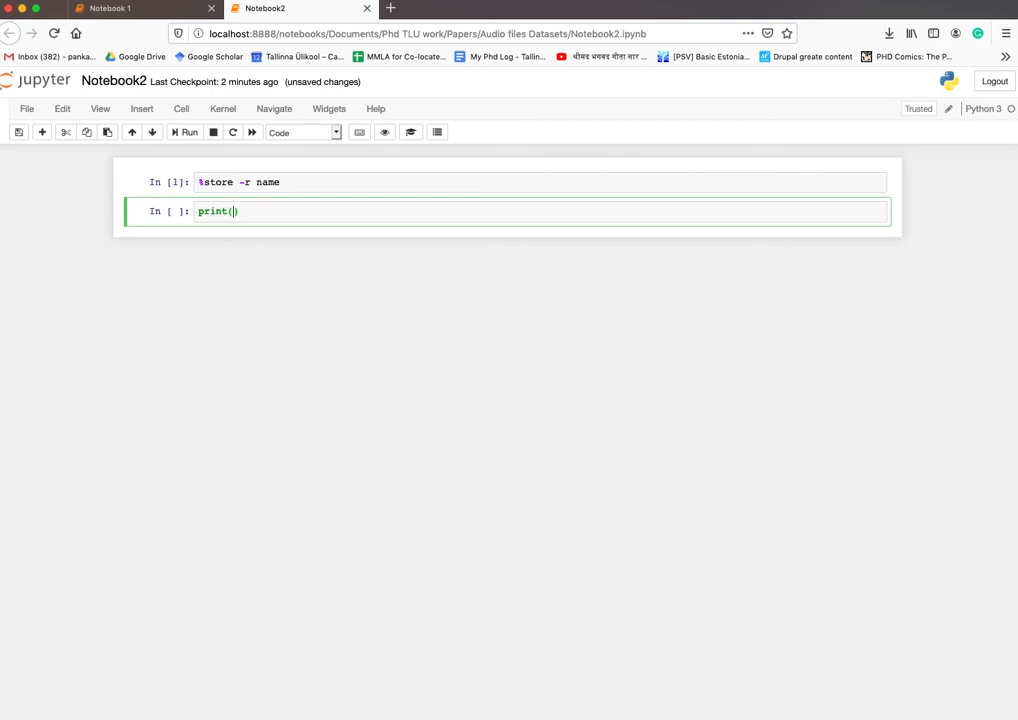 Notebook 1
Notebook2
localhost:8888/notebooks/Documents/Phd TLU work/Papers/Audio files Datasets/Notebook2.ipynb
Inbox (382) - panka... Google Drive Google Scholar Tallinna Ülikool – Ca... MMLA for Co-locate... My Phd Log - Tallin... श्रीमद भगवद गीता सार ... [PSV] Basic Estonia... Drupal greate content PHD Comics: The P...
jupyter Notebook2 Last Checkpoint: 2 minutes ago (unsaved changes) Logout
File Edit View Insert Cell Kernel Navigate Widgets Help Trusted Python 3
Run Code
In [1]: %store -r name
In [ ]: print()